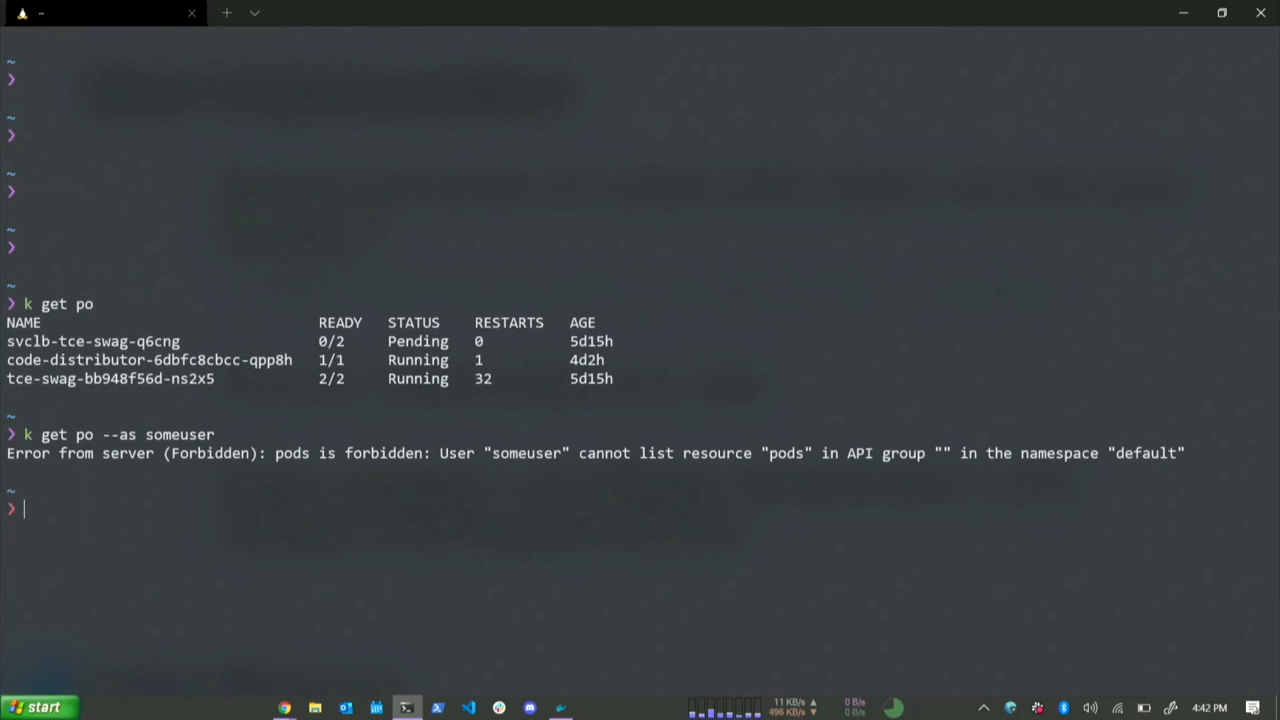 ~
~
❯
~
❯
~
❯
~
❯
~
❯ k get po
NAME READY STATUS RESTARTS AGE
svclb-tce-swag-q6cng 0/2 Pending 0 5d15h
code-distributor-6dbfc8cbcc-qpp8h 1/1 Running 1 4d2h
tce-swag-bb948f56d-ns2x5 2/2 Running 32 5d15h
~
❯ k get po --as someuser
Error from server (Forbidden): pods is forbidden: User "someuser" cannot list resource "pods" in API group "" in the namespace "default"
~
❯
start
11 KB/s 0 B/s
496 KB/s 0 B/s
4:42 PM